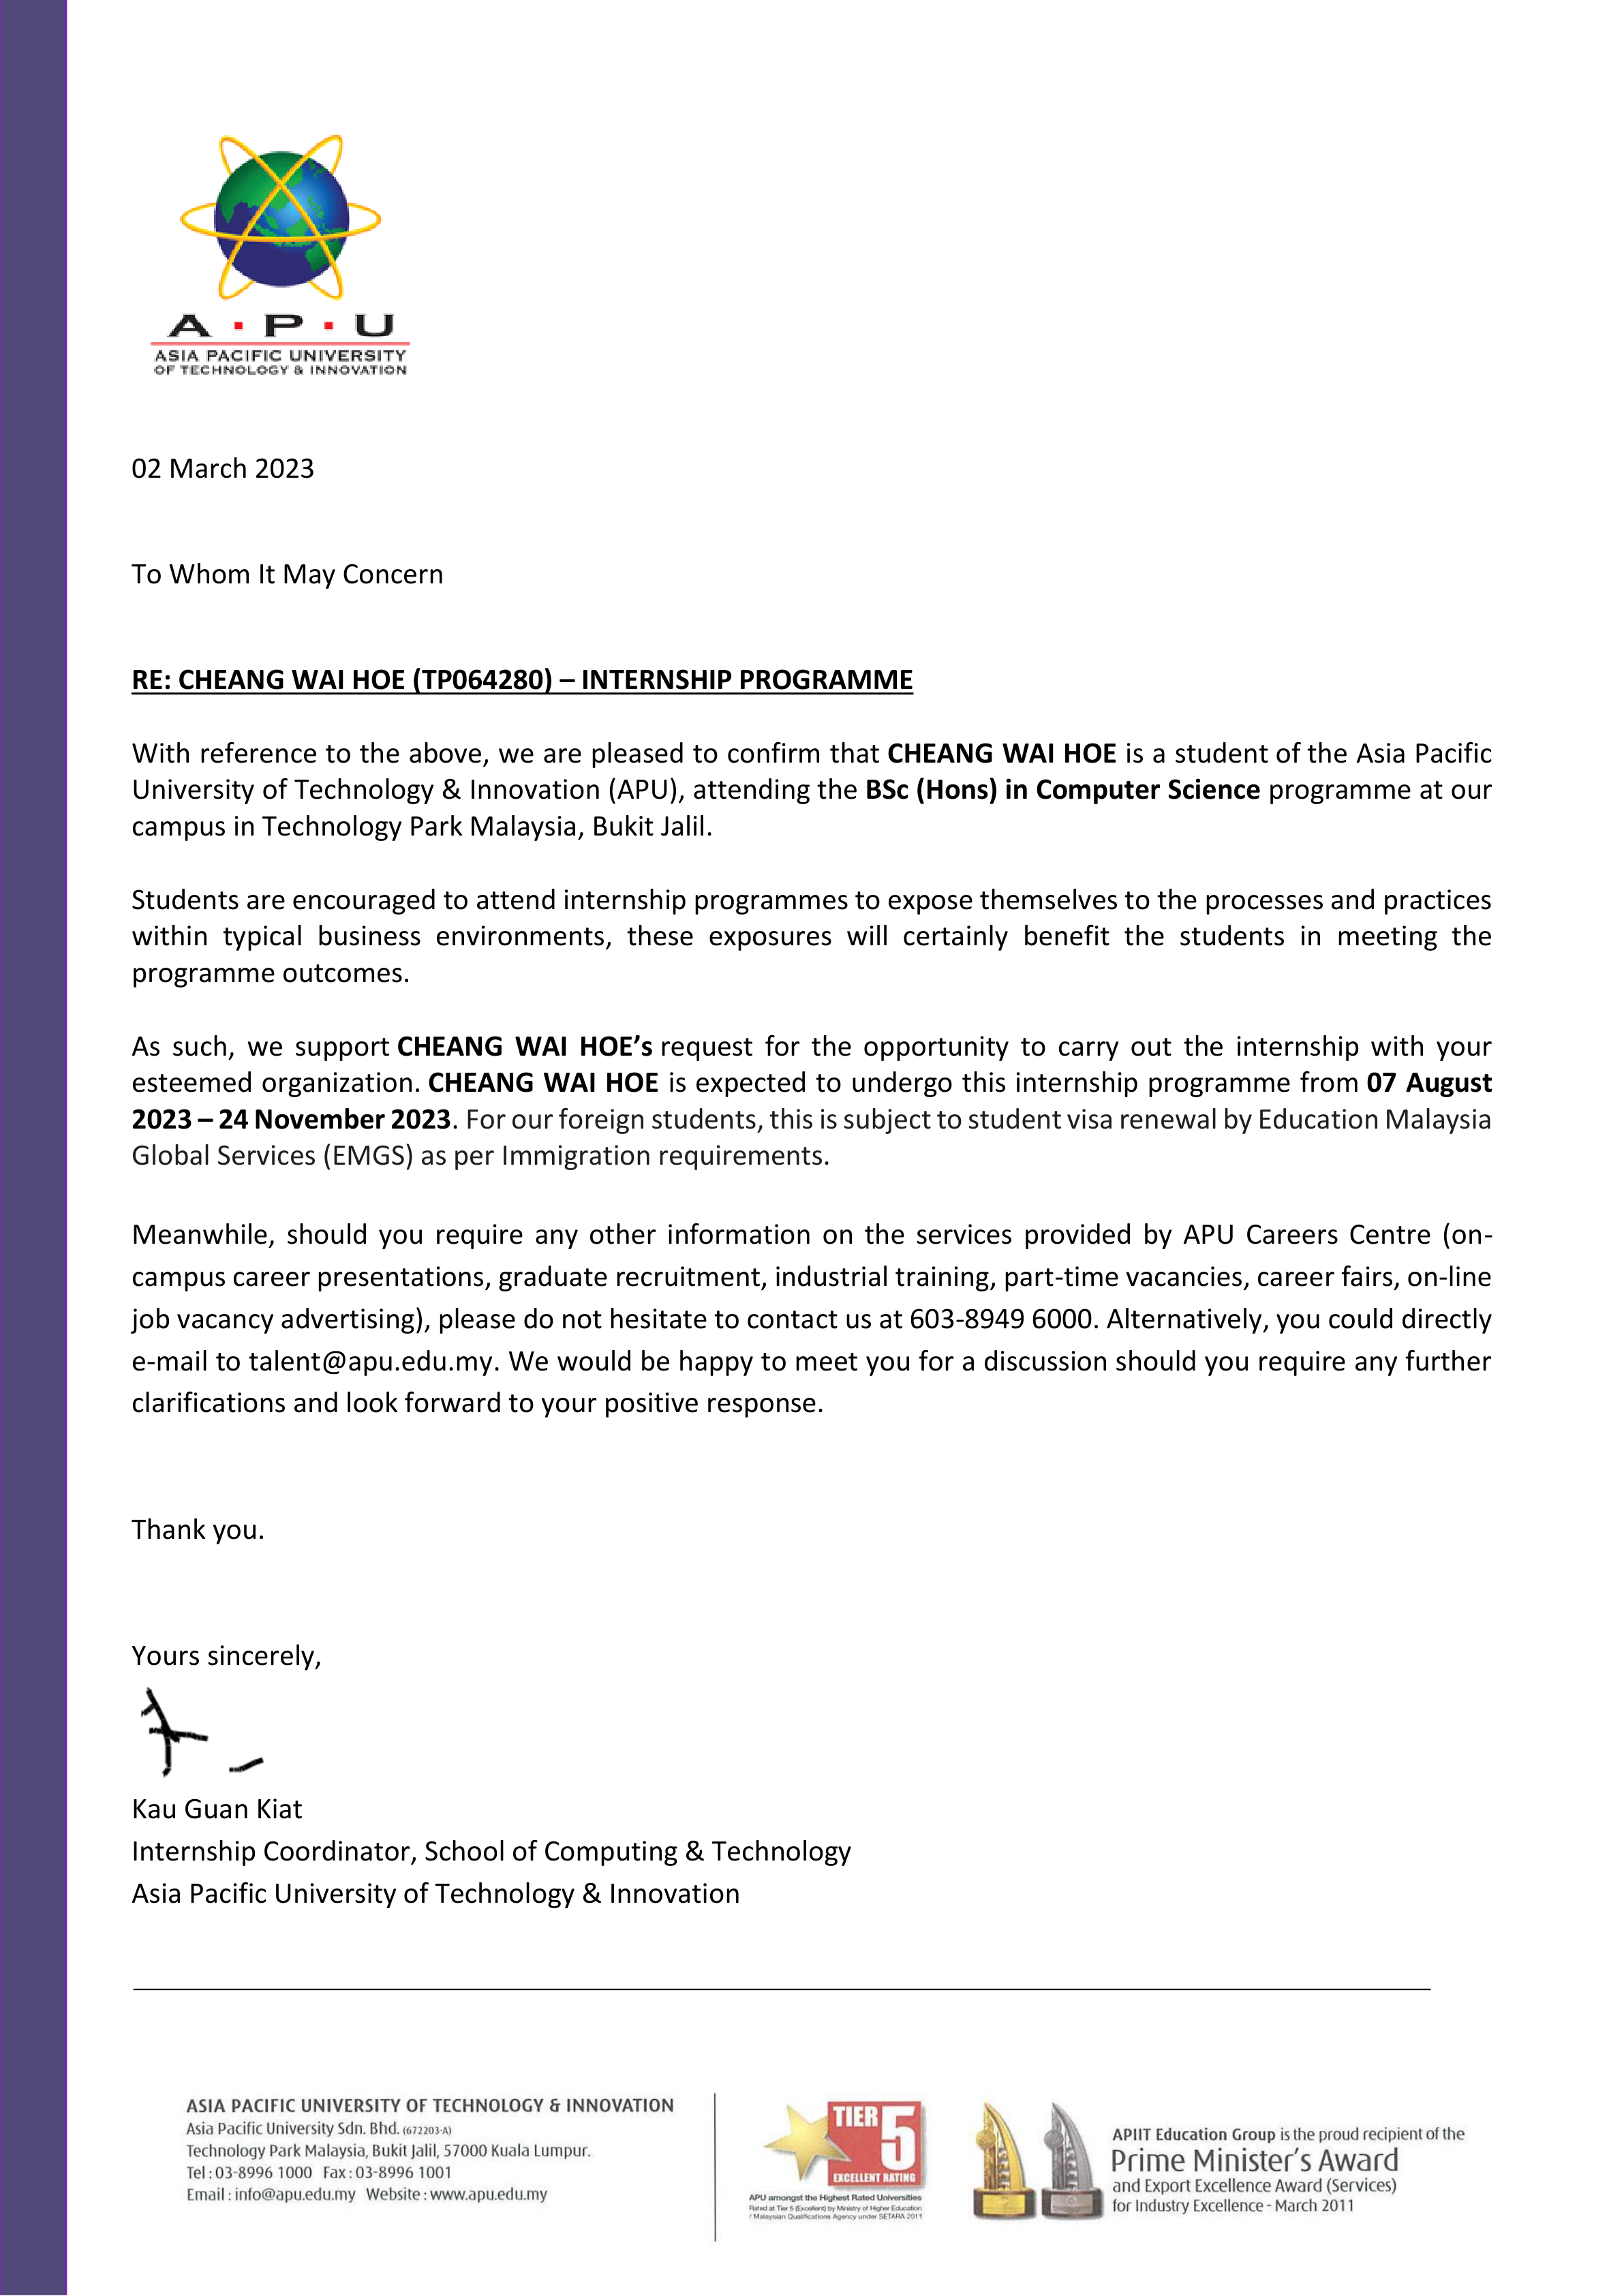 A · P · U
ASIA PACIFIC UNIVERSITY
OF TECHNOLOGY & INNOVATION
02 March 2023
To Whom It May Concern
RE: CHEANG WAI HOE (TP064280) – INTERNSHIP PROGRAMME
With reference to the above, we are pleased to confirm that CHEANG WAI HOE is a student of the Asia Pacific
University of Technology & Innovation (APU), attending the BSc (Hons) in Computer Science programme at our
campus in Technology Park Malaysia, Bukit Jalil.
Students are encouraged to attend internship programmes to expose themselves to the processes and practices
within typical business environments, these exposures will certainly benefit the students in meeting the
programme outcomes.
As such, we support CHEANG WAI HOE’s request for the opportunity to carry out the internship with your
esteemed organization. CHEANG WAI HOE is expected to undergo this internship programme from 07 August
2023 – 24 November 2023. For our foreign students, this is subject to student visa renewal by Education Malaysia
Global Services (EMGS) as per Immigration requirements.
Meanwhile, should you require any other information on the services provided by APU Careers Centre (on-
campus career presentations, graduate recruitment, industrial training, part-time vacancies, career fairs, on-line
job vacancy advertising), please do not hesitate to contact us at 603-8949 6000. Alternatively, you could directly
e-mail to talent@apu.edu.my. We would be happy to meet you for a discussion should you require any further
clarifications and look forward to your positive response.
Thank you.
Yours sincerely,
Kau Guan Kiat
Internship Coordinator, School of Computing & Technology
Asia Pacific University of Technology & Innovation
ASIA PACIFIC UNIVERSITY OF TECHNOLOGY & INNOVATION
Asia Pacific University Sdn. Bhd. (672203-A)
Technology Park Malaysia, Bukit Jalil, 57000 Kuala Lumpur.
Tel : 03-8996 1000 Fax : 03-8996 1001
Email : info@apu.edu.my Website : www.apu.edu.my
TIER
5
EXCELLENT RATING
APU amongst the Highest Rated Universities
Rated at Tier 5 (Excellent) by Ministry of Higher Education
/ Malaysian Qualifications Agency under SETARA 2011
APIIT Education Group is the proud recipient of the
Prime Minister’s Award
and Export Excellence Award (Services)
for Industry Excellence - March 2011